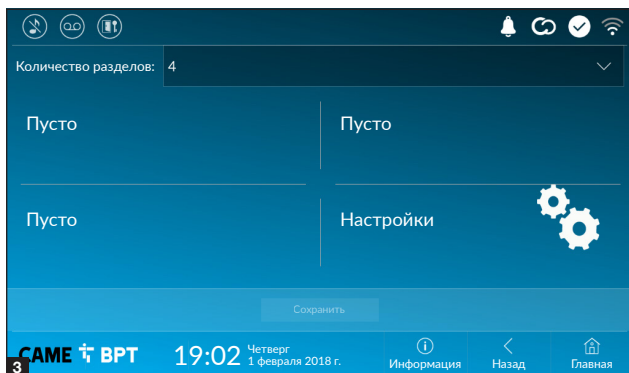 Количество разделов: 4
Пусто
Пусто
Пусто
Настройки
Сохранить
3
CAME BPT
19:02
Четверг
1 февраля 2018 г.
Информация
Назад
Главная